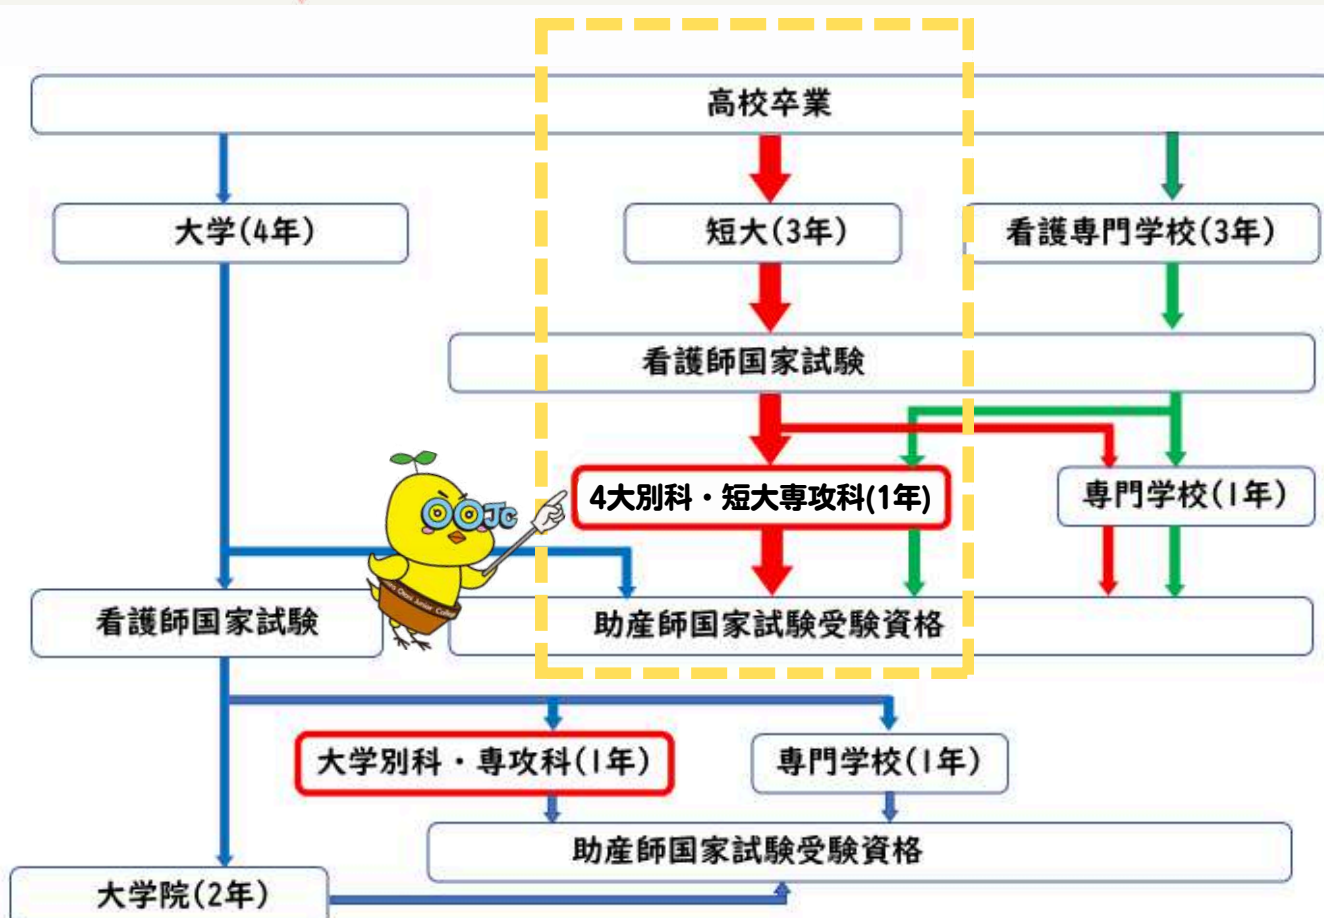 高校卒業
大学(4年)
短大(3年)
看護専門学校(3年)
看護師国家試験
4大別科・短大専攻科(1年)
専門学校(1年)
OOJC
看護師国家試験
助産師国家試験受験資格
大学別科・専攻科(1年)
専門学校(1年)
助産師国家試験受験資格
大学院(2年)